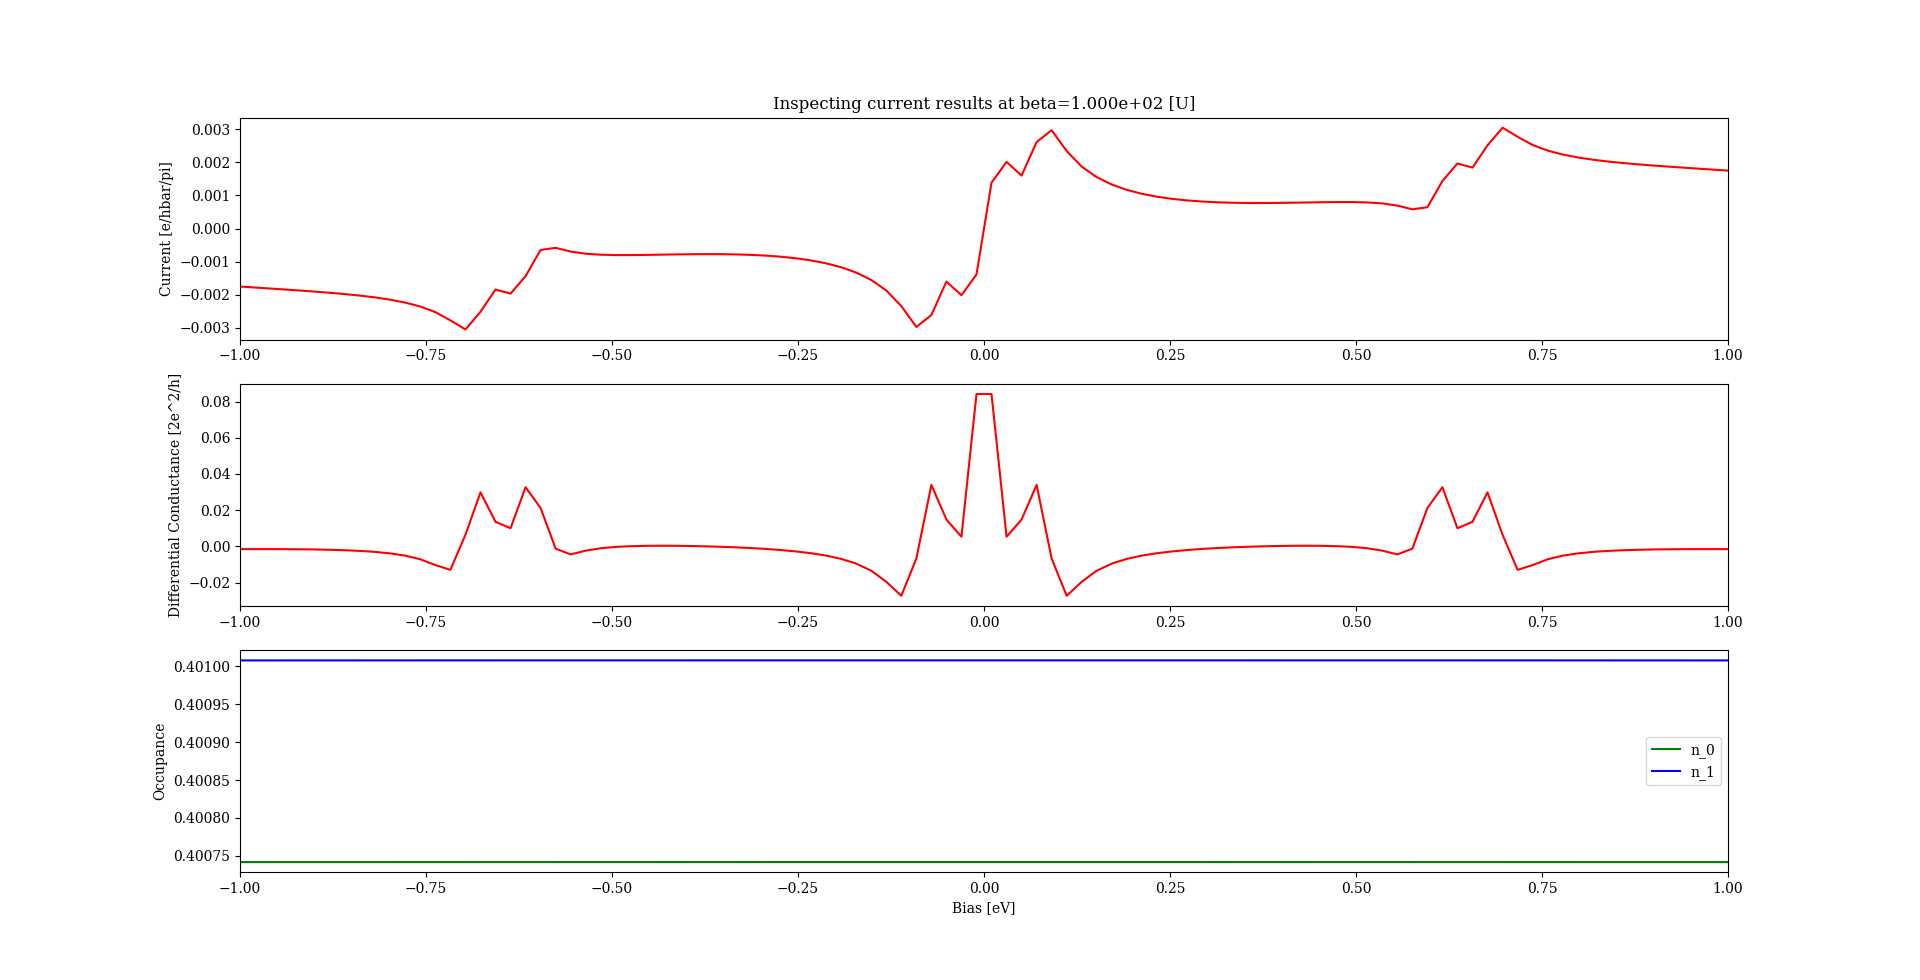 Inspecting current results at beta=1.000e+02 [U]
Current [e/hbar/pi]
0.003
0.002
0.001
0.000
−0.001
−0.002
−0.003
−1.00 −0.75 −0.50 −0.25 0.00 0.25 0.50 0.75 1.00
Differential Conductance [2e^2/h]
0.08
0.06
0.04
0.02
0.00
−0.02
−1.00 −0.75 −0.50 −0.25 0.00 0.25 0.50 0.75 1.00
Occupance
0.40100
0.40095
0.40090
0.40085
0.40080
0.40075
n_0
n_1
−1.00 −0.75 −0.50 −0.25 0.00 0.25 0.50 0.75 1.00
Bias [eV]